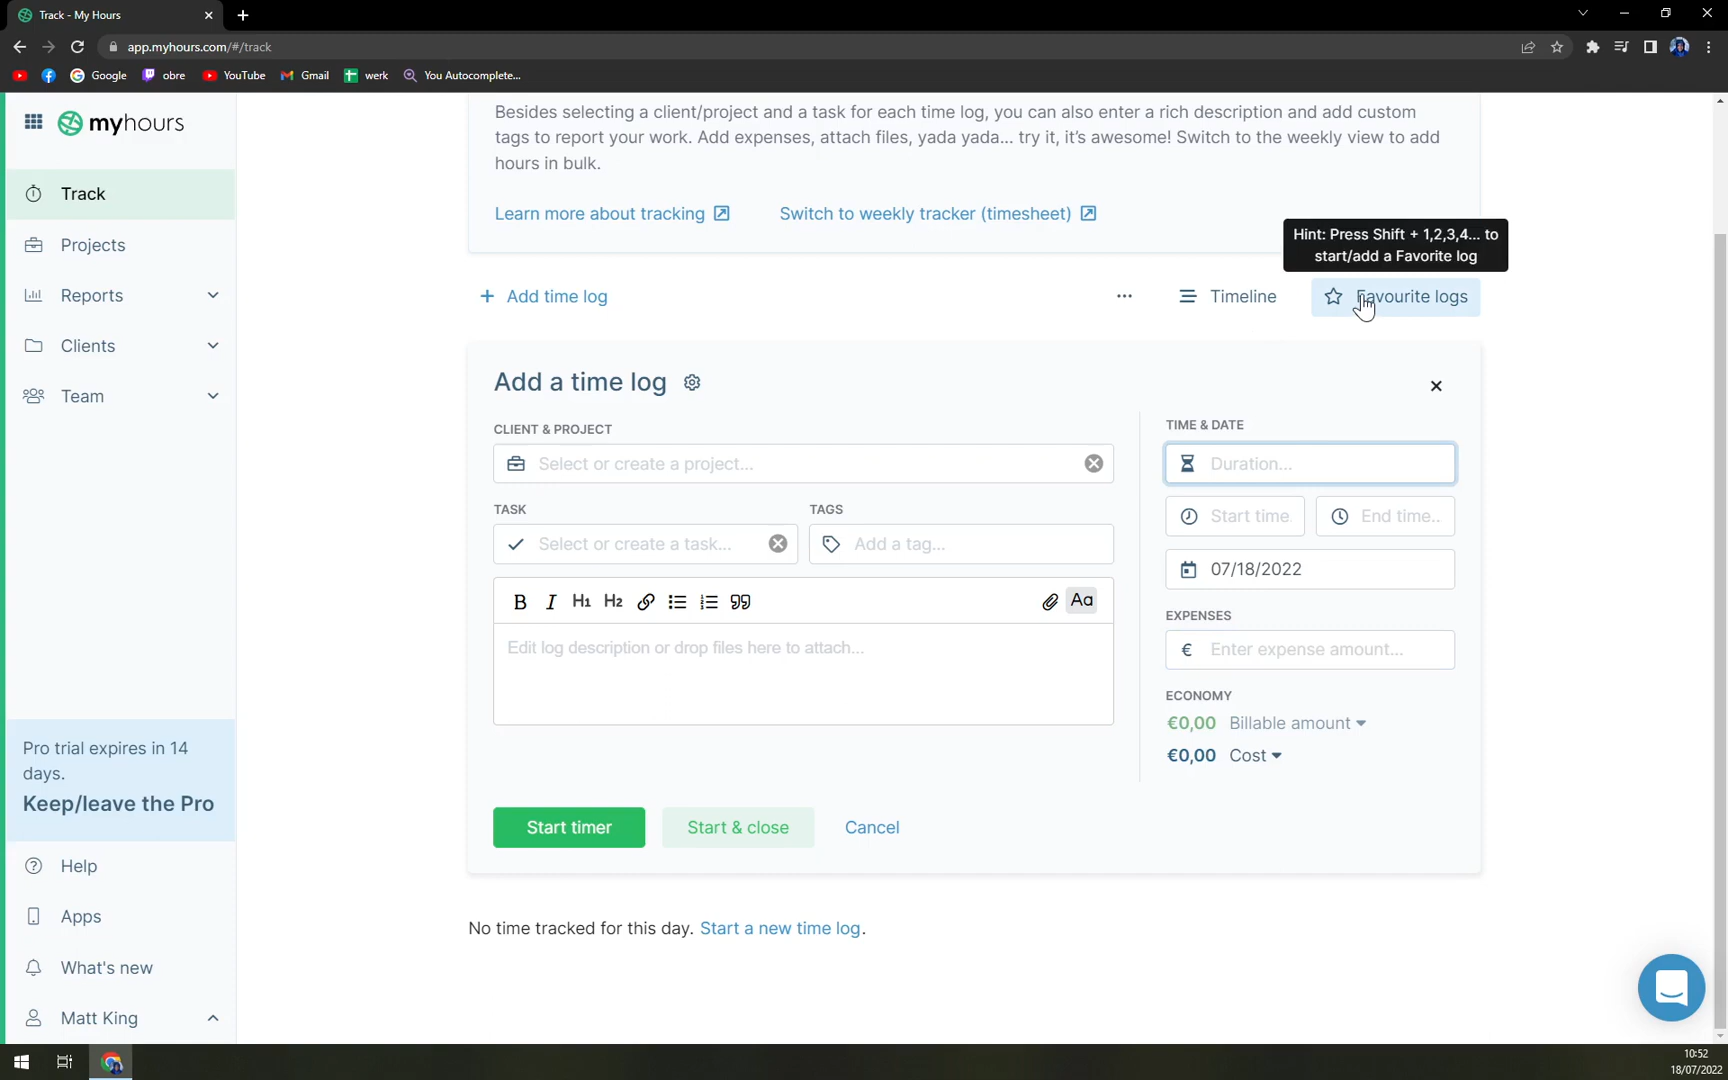 Track - My Hours
app.myhours.com/#/track
Google
obre
YouTube
Gmail
werk
You Autocomplete...
myhours
Track
Projects
Reports
Clients
Team
Pro trial expires in 14
days.
Keep/leave the Pro
Help
Apps
What's new
Matt King
Besides selecting a client/project and a task for each time log, you can also enter a rich description and add custom
tags to report your work. Add expenses, attach files, yada yada... try it, it's awesome! Switch to the weekly view to add
hours in bulk.
Learn more about tracking
Switch to weekly tracker (timesheet)
Hint: Press Shift + 1,2,3,4... to
start/add a Favorite log
+ Add time log
Timeline
Favourite logs
Add a time log
CLIENT & PROJECT
Select or create a project...
TASK
TAGS
Select or create a task...
Add a tag...
B I H1 H2
Aa
Edit log description or drop files here to attach...
TIME & DATE
Duration...
Start time
End time..
07/18/2022
EXPENSES
€ Enter expense amount...
ECONOMY
€0,00 Billable amount
€0,00 Cost
Start timer
Start & close
Cancel
No time tracked for this day. Start a new time log.
10:52
18/07/2022